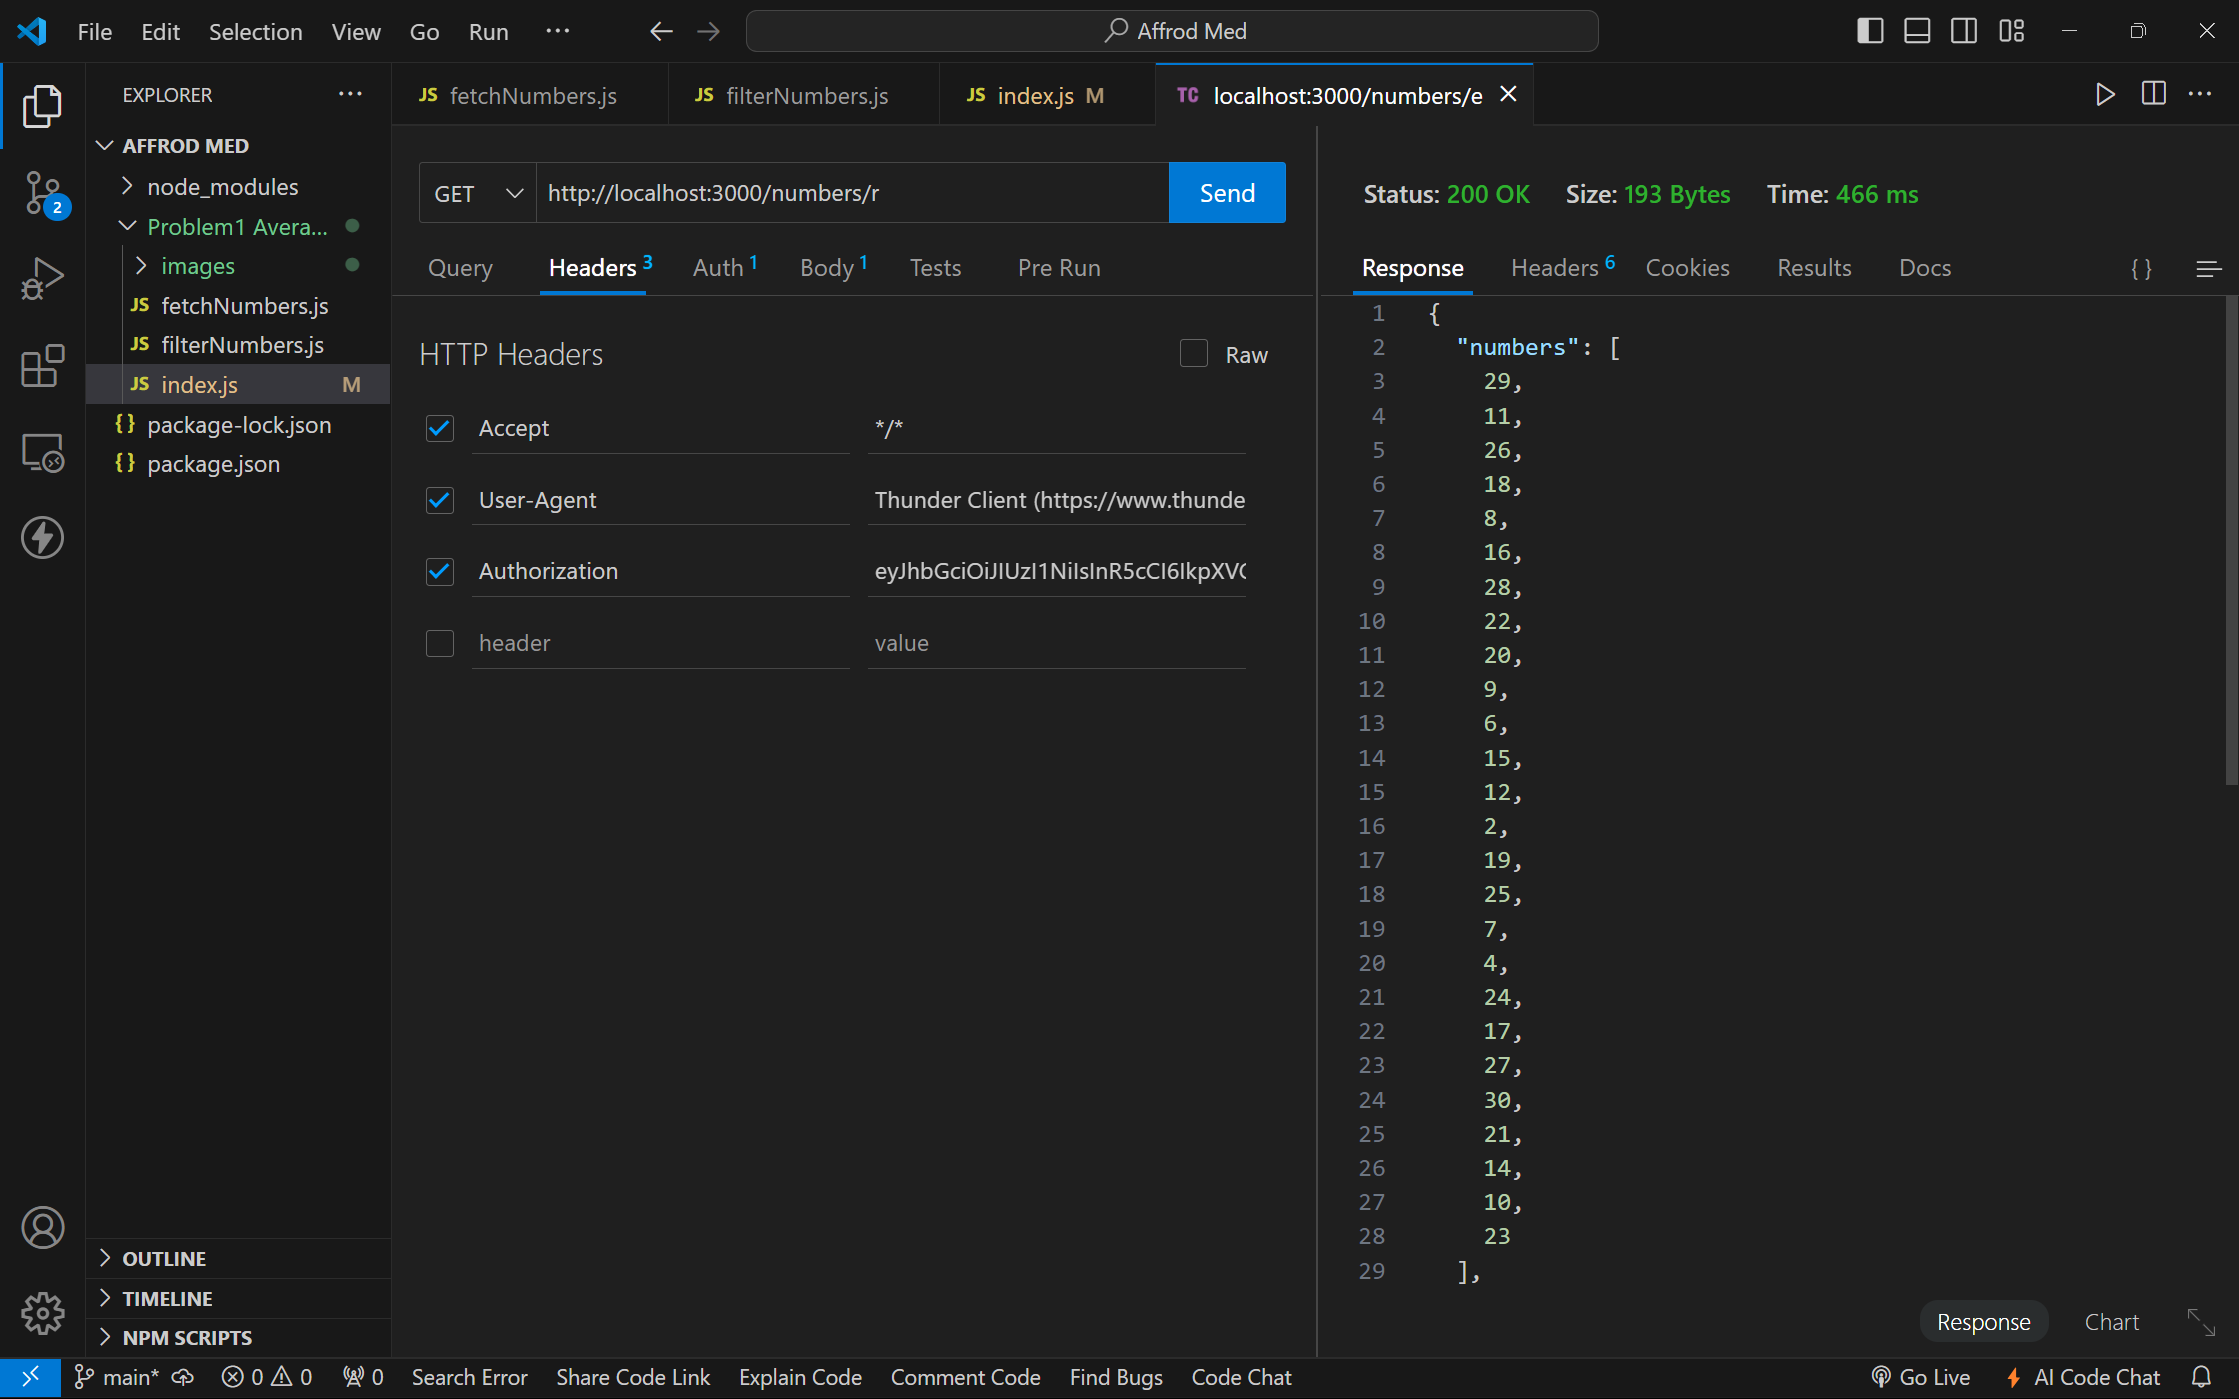 File Edit Selection View Go Run ··· Affrod Med
EXPLORER ···
AFFROD MED
node_modules
Problem1 Avera...
images
JS fetchNumbers.js
JS filterNumbers.js
JS index.js M
{} package-lock.json
{} package.json
2
OUTLINE
TIMELINE
NPM SCRIPTS
JS fetchNumbers.js
JS filterNumbers.js
JS index.js M
TC localhost:3000/numbers/e
GET http://localhost:3000/numbers/r Send
Query Headers 3 Auth 1 Body 1 Tests Pre Run
HTTP Headers Raw
Accept */*
User-Agent Thunder Client (https://www.thunde
Authorization eyJhbGciOiJIUzI1NiIsInR5cCI6IkpXVC
header value
Status: 200 OK Size: 193 Bytes Time: 466 ms
Response Headers 6 Cookies Results Docs {}
1 {
2 "numbers": [
3 29,
4 11,
5 26,
6 18,
7 8,
8 16,
9 28,
10 22,
11 20,
12 9,
13 6,
14 15,
15 12,
16 2,
17 19,
18 25,
19 7,
20 4,
21 24,
22 17,
23 27,
24 30,
25 21,
26 14,
27 10,
28 23
29 ],
Response Chart
main* 0 0 0 Search Error Share Code Link Explain Code Comment Code Find Bugs Code Chat Go Live AI Code Chat